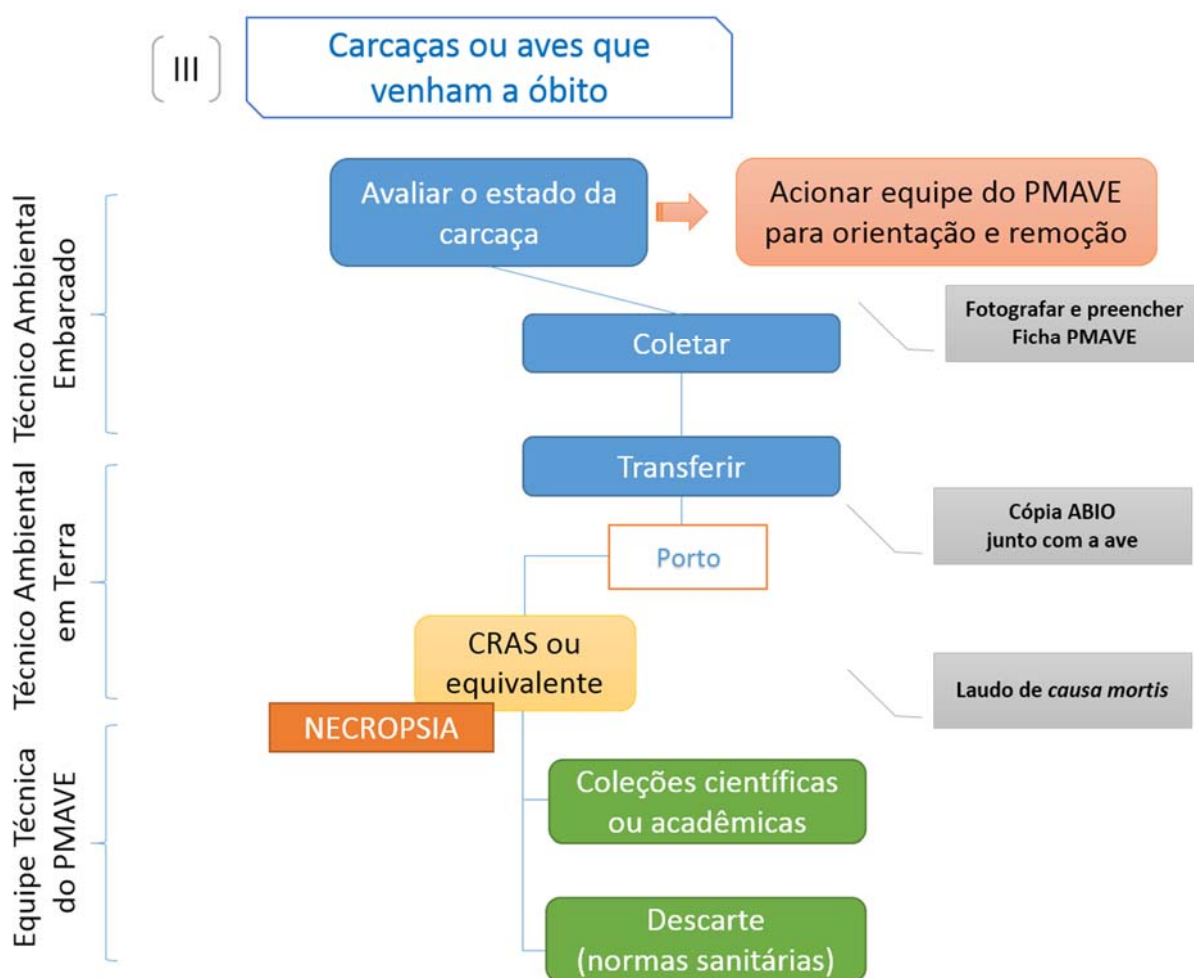 III
Carcaças ou aves que
venham a óbito
Técnico Ambiental
Embarcado
Avaliar o estado da
carcaça
Acionar equipe do PMAVE
para orientação e remoção
Fotografar e preencher
Ficha PMAVE
Coletar
Técnico Ambiental
em Terra
Transferir
Cópia ABIO
junto com a ave
Porto
CRAS ou
equivalente
Laudo de causa mortis
NECROPSIA
Equipe Técnica
do PMAVE
Coleções científicas
ou acadêmicas
Descarte
(normas sanitárias)